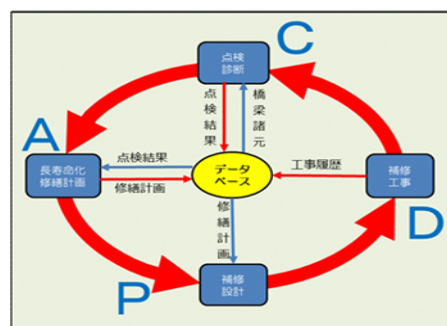 C
点検
診断
点検結果
橋梁諸元
A
長寿命化
修繕計画
点検結果
修繕計画
データ
ベース
工事履歴
補修
工事
D
修繕計画
P
補修
設計